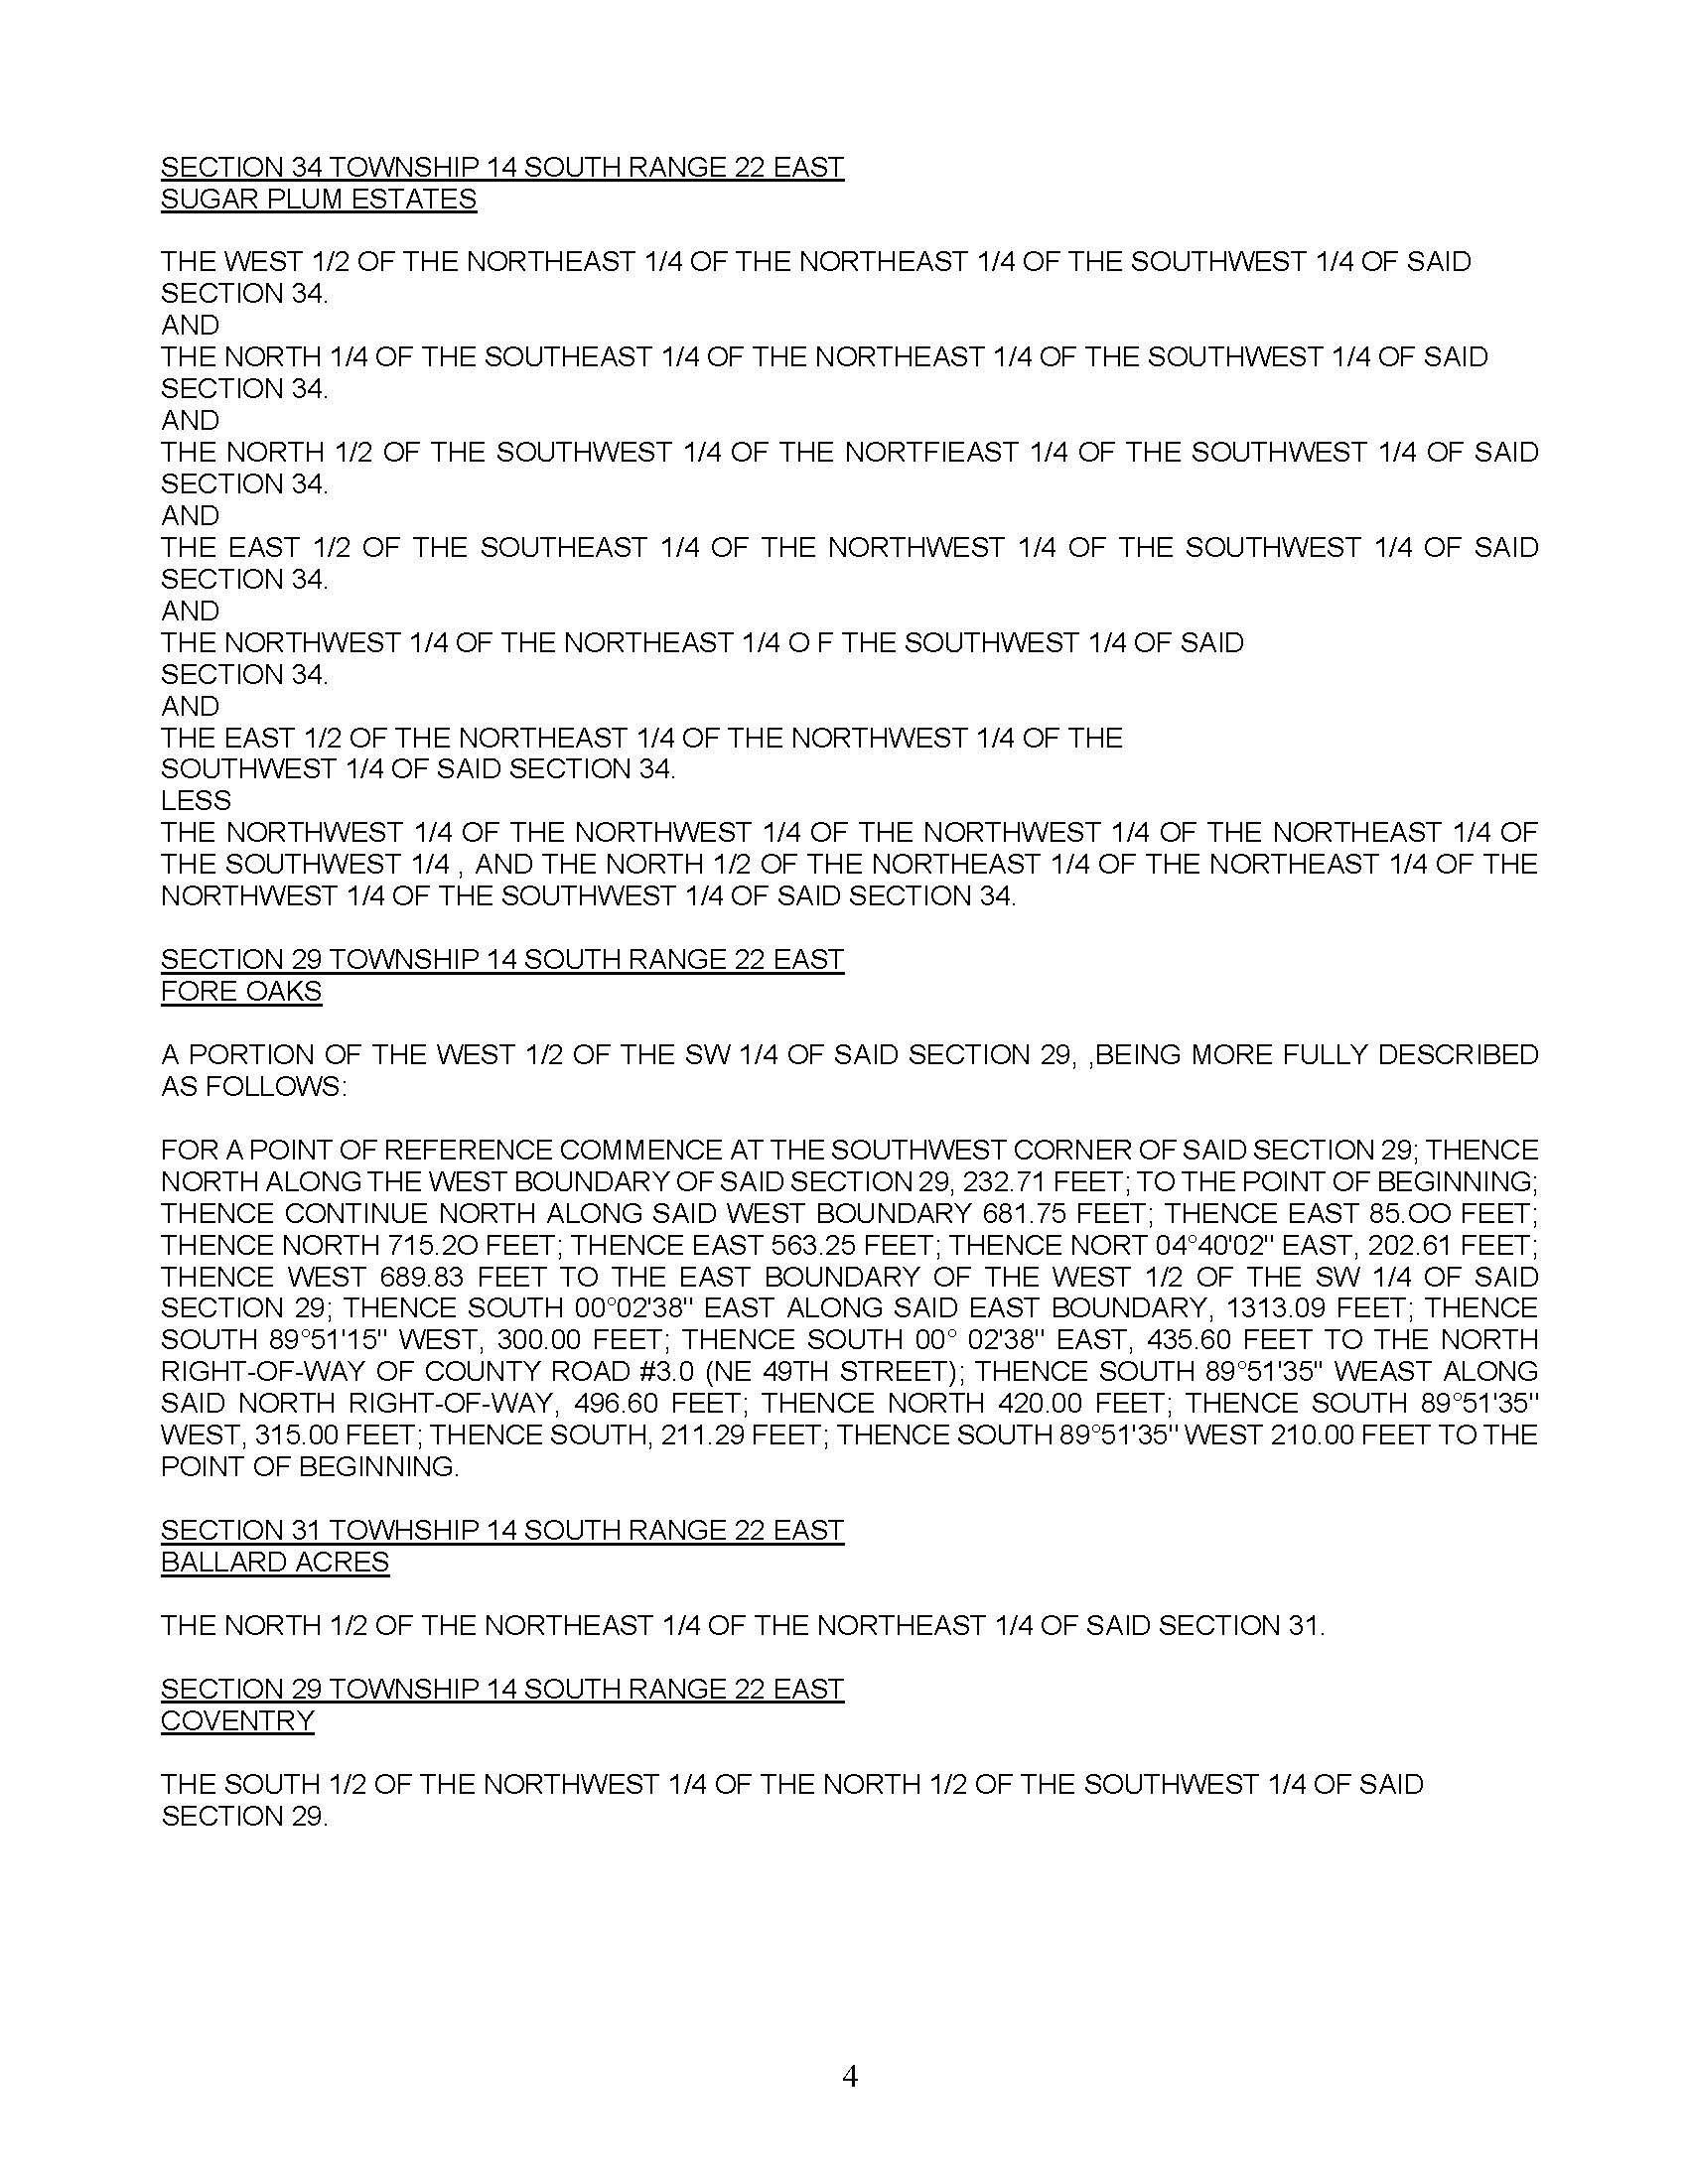 SECTION 34 TOWNSHIP 14 SOUTH RANGE 22 EAST
SUGAR PLUM ESTATES
THE WEST 1/2 OF THE NORTHEAST 1/4 OF THE NORTHEAST 1/4 OF THE SOUTHWEST 1/4 OF SAID
SECTION 34.
AND
THE NORTH 1/4 OF THE SOUTHEAST 1/4 OF THE NORTHEAST 1/4 OF THE SOUTHWEST 1/4 OF SAID
SECTION 34.
AND
THE NORTH 1/2 OF THE SOUTHWEST 1/4 OF THE NORTFIEAST 1/4 OF THE SOUTHWEST 1/4 OF SAID
SECTION 34.
AND
THE EAST 1/2 OF THE SOUTHEAST 1/4 OF THE NORTHWEST 1/4 OF THE SOUTHWEST 1/4 OF SAID
SECTION 34.
AND
THE NORTHWEST 1/4 OF THE NORTHEAST 1/4 O F THE SOUTHWEST 1/4 OF SAID
SECTION 34.
AND
THE EAST 1/2 OF THE NORTHEAST 1/4 OF THE NORTHWEST 1/4 OF THE
SOUTHWEST 1/4 OF SAID SECTION 34.
LESS
THE NORTHWEST 1/4 OF THE NORTHWEST 1/4 OF THE NORTHWEST 1/4 OF THE NORTHEAST 1/4 OF
THE SOUTHWEST 1/4 , AND THE NORTH 1/2 OF THE NORTHEAST 1/4 OF THE NORTHEAST 1/4 OF THE
NORTHWEST 1/4 OF THE SOUTHWEST 1/4 OF SAID SECTION 34.
SECTION 29 TOWNSHIP 14 SOUTH RANGE 22 EAST
FORE OAKS
A PORTION OF THE WEST 1/2 OF THE SW 1/4 OF SAID SECTION 29, ,BEING MORE FULLY DESCRIBED
AS FOLLOWS:
FOR A POINT OF REFERENCE COMMENCE AT THE SOUTHWEST CORNER OF SAID SECTION 29; THENCE
NORTH ALONG THE WEST BOUNDARY OF SAID SECTION 29, 232.71 FEET; TO THE POINT OF BEGINNING;
THENCE CONTINUE NORTH ALONG SAID WEST BOUNDARY 681.75 FEET; THENCE EAST 85.OO FEET;
THENCE NORTH 715.2O FEET; THENCE EAST 563.25 FEET; THENCE NORT 04°40'02" EAST, 202.61 FEET;
THENCE WEST 689.83 FEET TO THE EAST BOUNDARY OF THE WEST 1/2 OF THE SW 1/4 OF SAID
SECTION 29; THENCE SOUTH 00°02'38" EAST ALONG SAID EAST BOUNDARY, 1313.09 FEET; THENCE
SOUTH 89°51'15" WEST, 300.00 FEET; THENCE SOUTH 00° 02'38" EAST, 435.60 FEET TO THE NORTH
RIGHT-OF-WAY OF COUNTY ROAD #3.0 (NE 49TH STREET); THENCE SOUTH 89°51'35" WEAST ALONG
SAID NORTH RIGHT-OF-WAY, 496.60 FEET; THENCE NORTH 420.00 FEET; THENCE SOUTH 89°51'35"
WEST, 315.00 FEET; THENCE SOUTH, 211.29 FEET; THENCE SOUTH 89°51'35" WEST 210.00 FEET TO THE
POINT OF BEGINNING.
SECTION 31 TOWHSHIP 14 SOUTH RANGE 22 EAST
BALLARD ACRES
THE NORTH 1/2 OF THE NORTHEAST 1/4 OF THE NORTHEAST 1/4 OF SAID SECTION 31.
SECTION 29 TOWNSHIP 14 SOUTH RANGE 22 EAST
COVENTRY
THE SOUTH 1/2 OF THE NORTHWEST 1/4 OF THE NORTH 1/2 OF THE SOUTHWEST 1/4 OF SAID
SECTION 29.
4